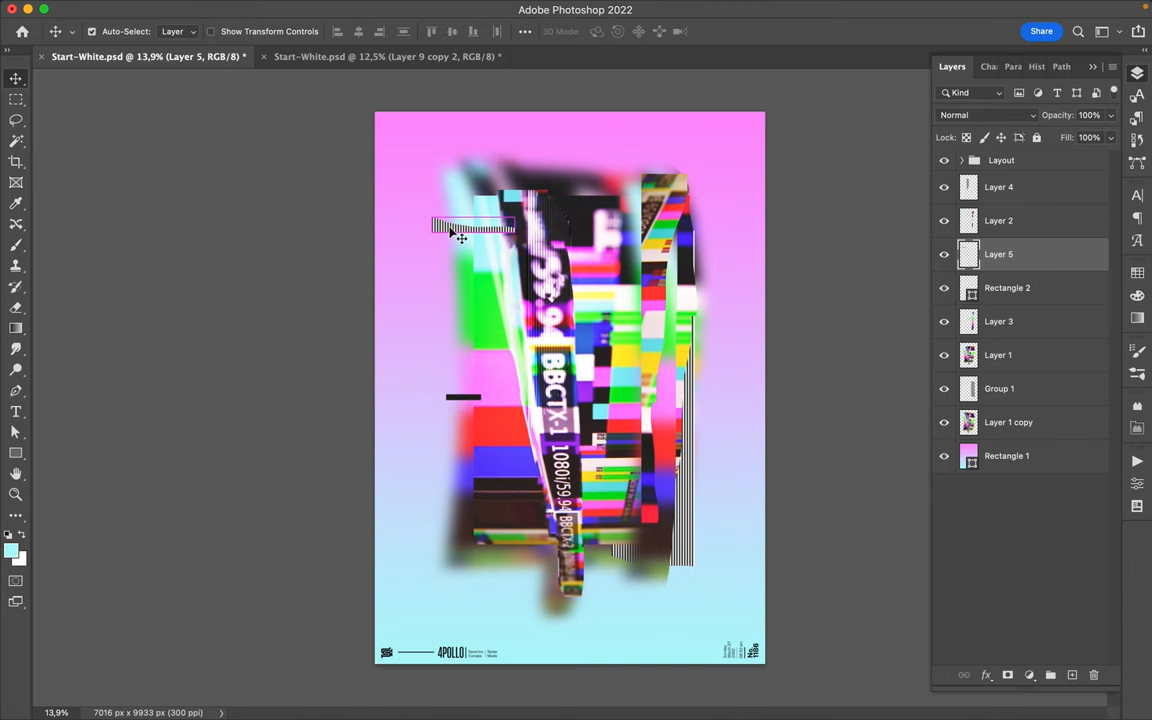 Adobe Photoshop 2022
Auto-Select: Layer Show Transform Controls 3D Mode: Share
Start-White.psd @ 13,9% (Layer 5, RGB/8) * Start-White.psd @ 12,5% (Layer 9 copy 2, RGB/8) *
Layers Cha Para Hist Path
Kind
Normal Opacity: 100%
Lock: Fill: 100%
Layout
Layer 4
Layer 2
Layer 5
Rectangle 2
Layer 3
Layer 1
Group 1
Layer 1 copy
Rectangle 1
BBCTX-1 1080i/59.94 BBCTX-1
4POLLO
No. 1186
13,9% 7016 px x 9933 px (300 ppi)